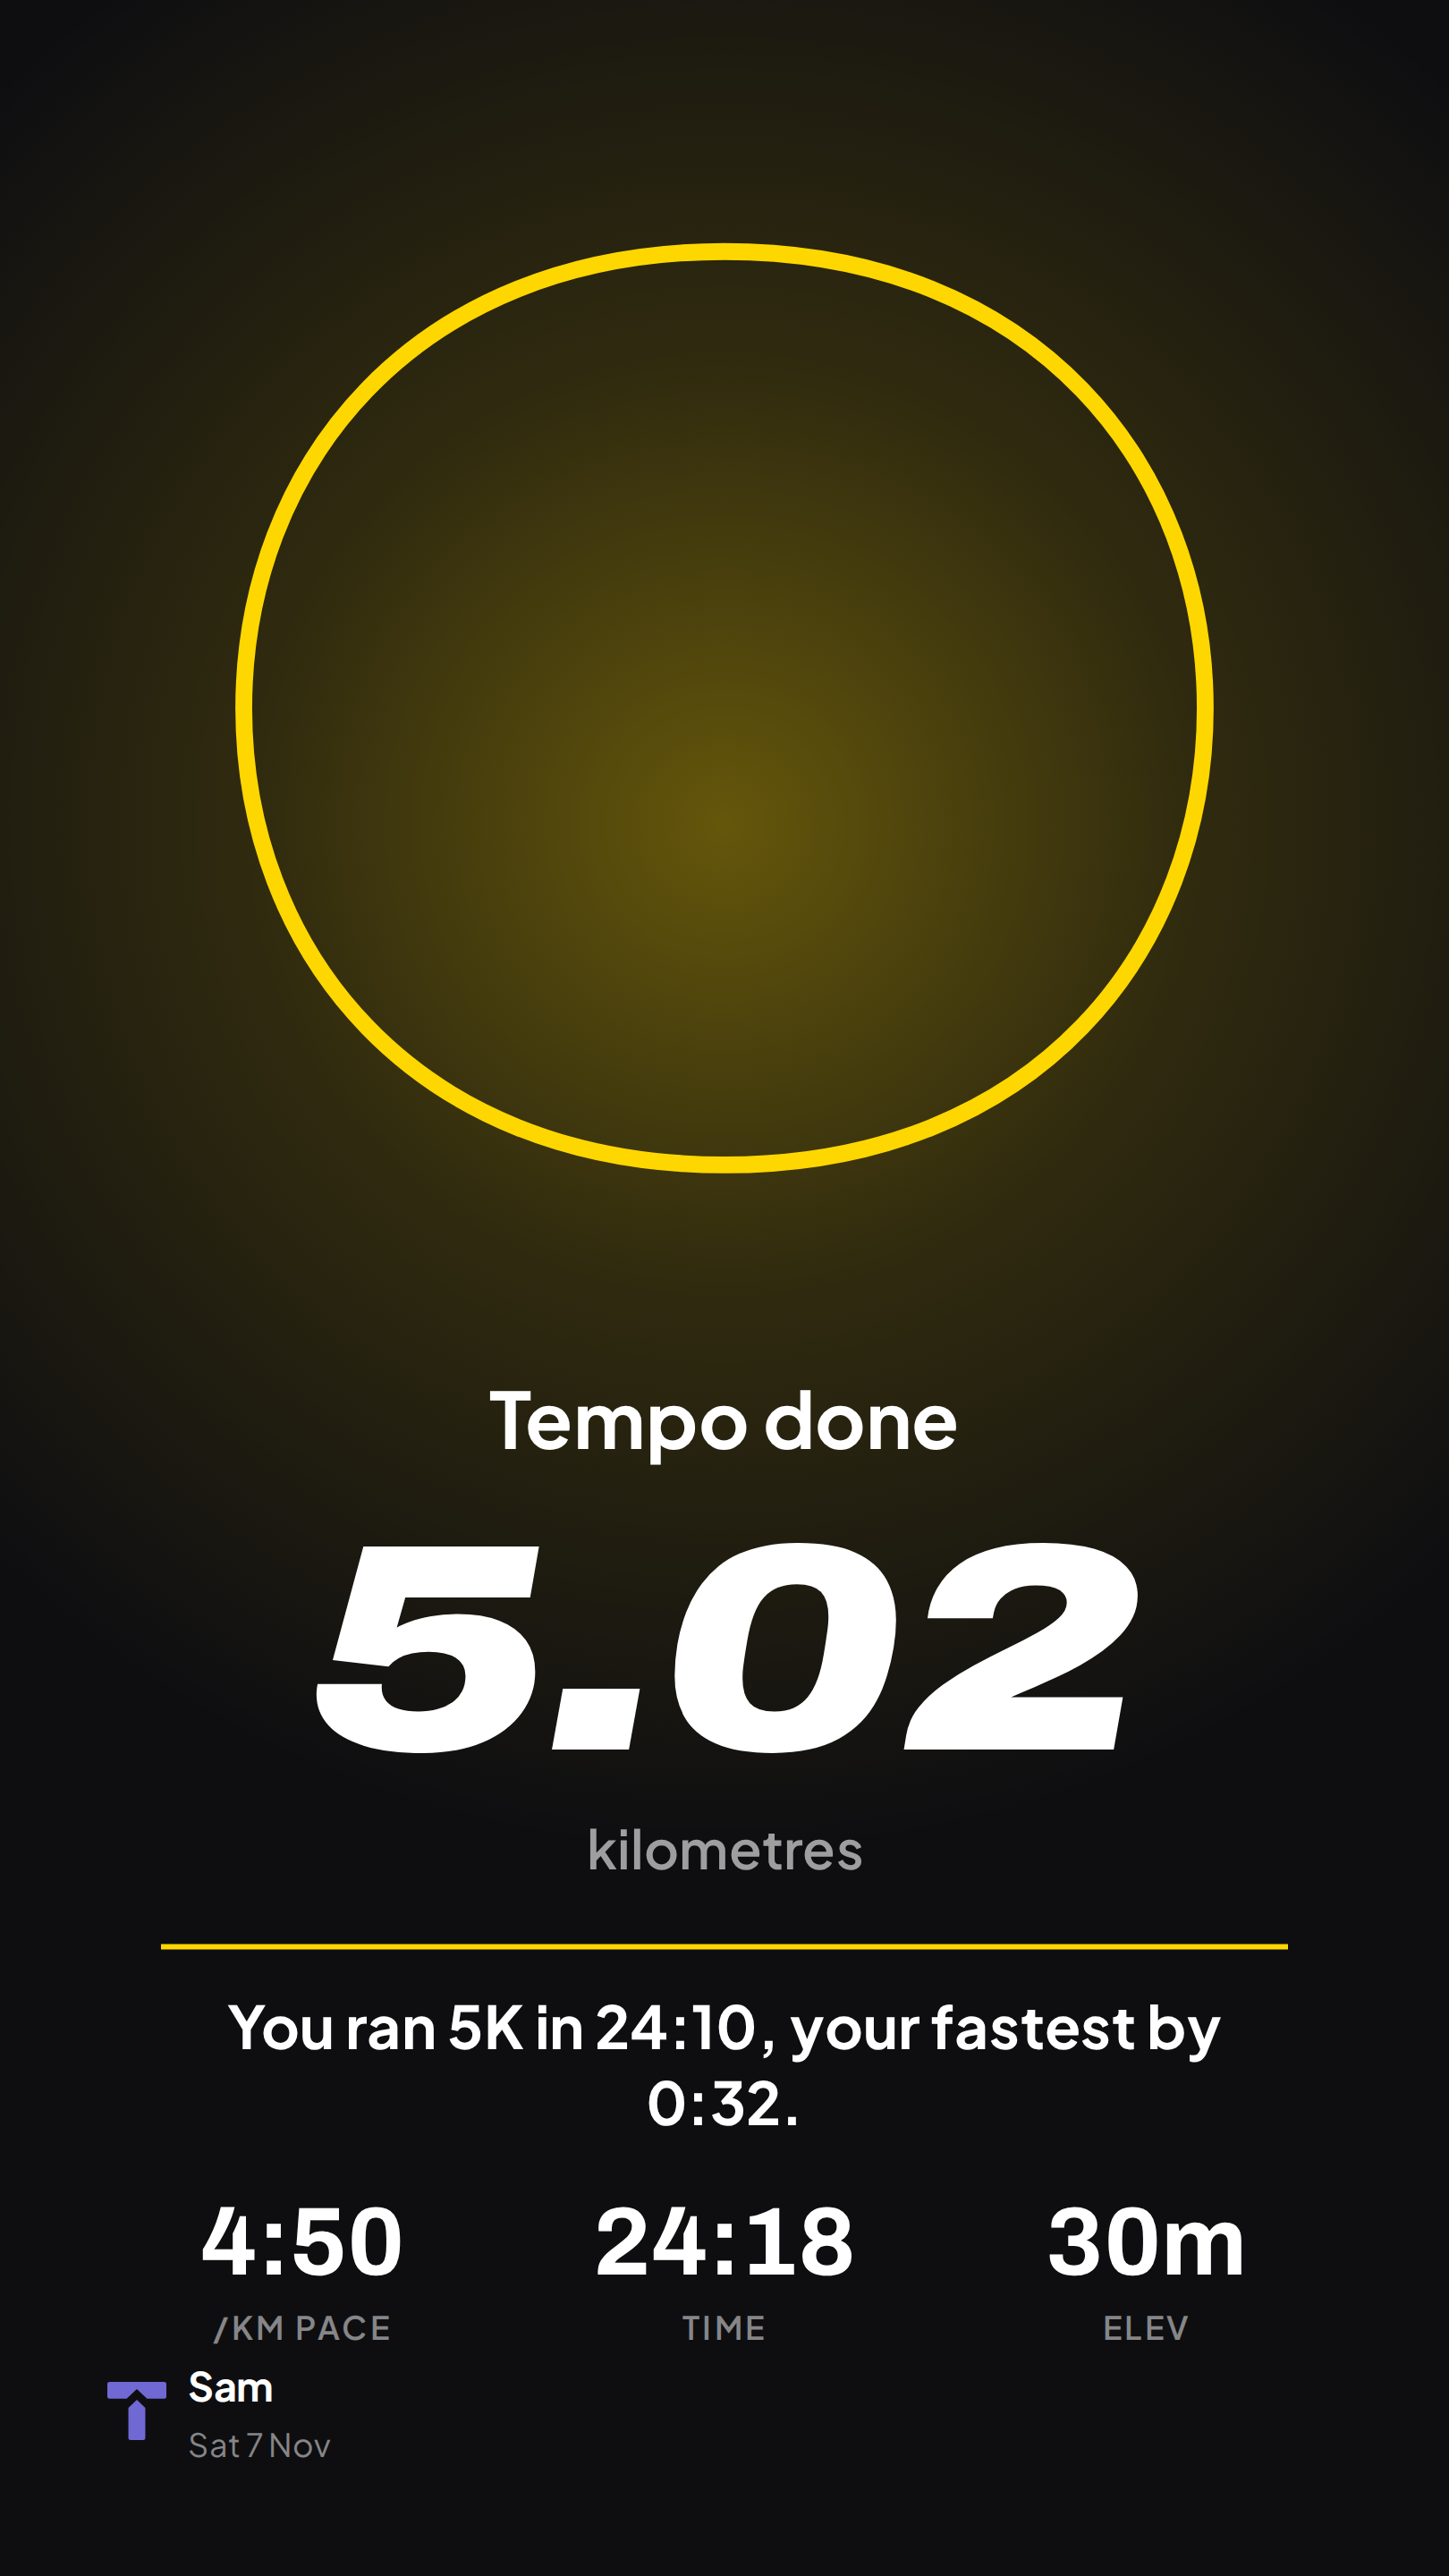 Tempo done
5.02
kilometres
You ran 5K in 24:10, your fastest by
0:32.
4:50 24:18 30m
/KM PACE TIME ELEV
Sam
Sat 7 Nov